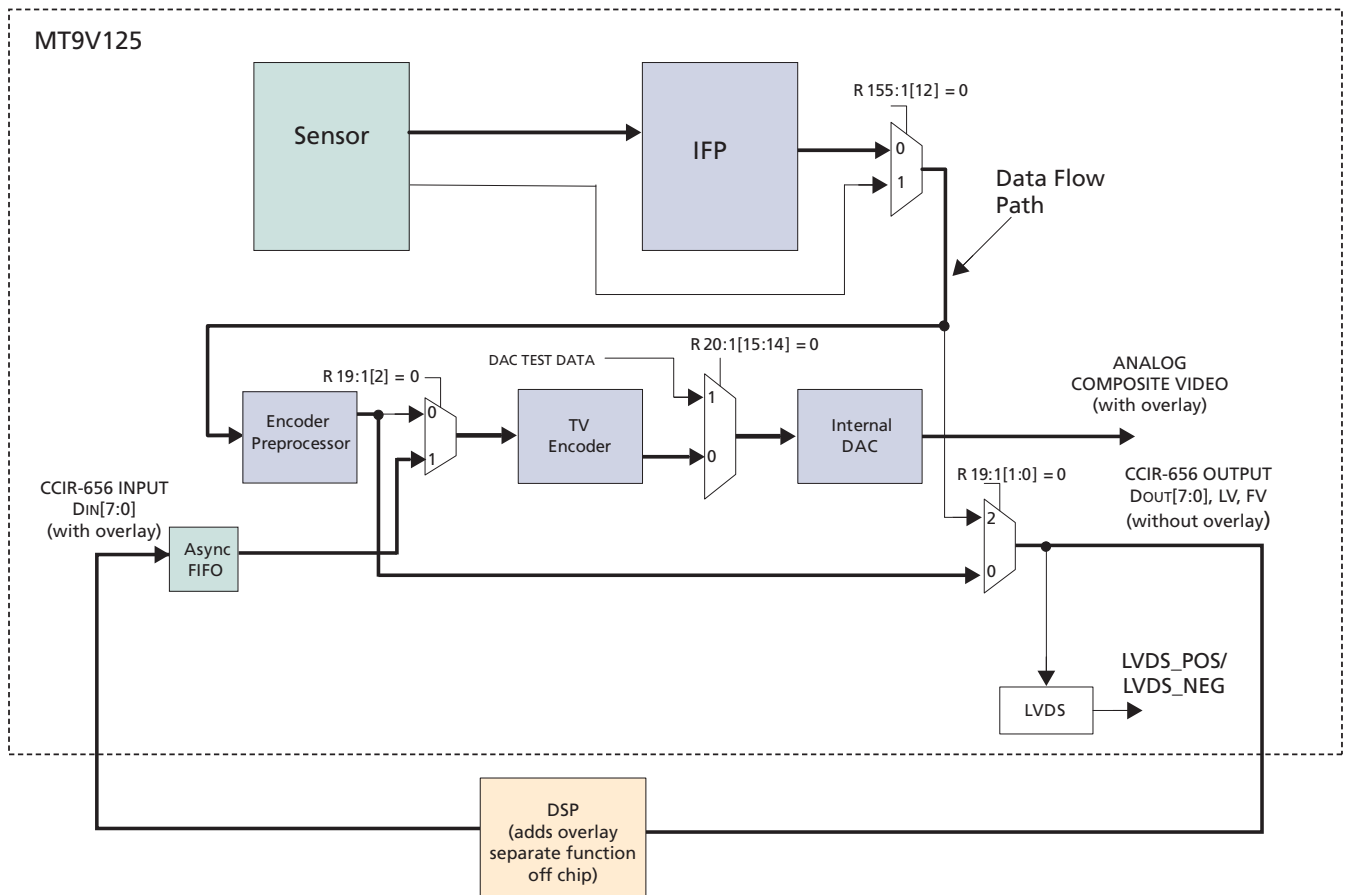 MT9V125
Sensor
IFP
R 155:1[12] = 0
0
1
Data Flow
Path
R 20:1[15:14] = 0
DAC TEST DATA
R 19:1[2] = 0
Encoder
Preprocessor
0
1
TV
Encoder
1
0
Internal
DAC
ANALOG
COMPOSITE VIDEO
(with overlay)
R 19:1[1:0] = 0
2
0
CCIR-656 OUTPUT
DOUT[7:0], LV, FV
(without overlay)
CCIR-656 INPUT
DIN[7:0]
(with overlay)
Async
FIFO
LVDS
LVDS_POS/
LVDS_NEG
DSP
(adds overlay
separate function
off chip)